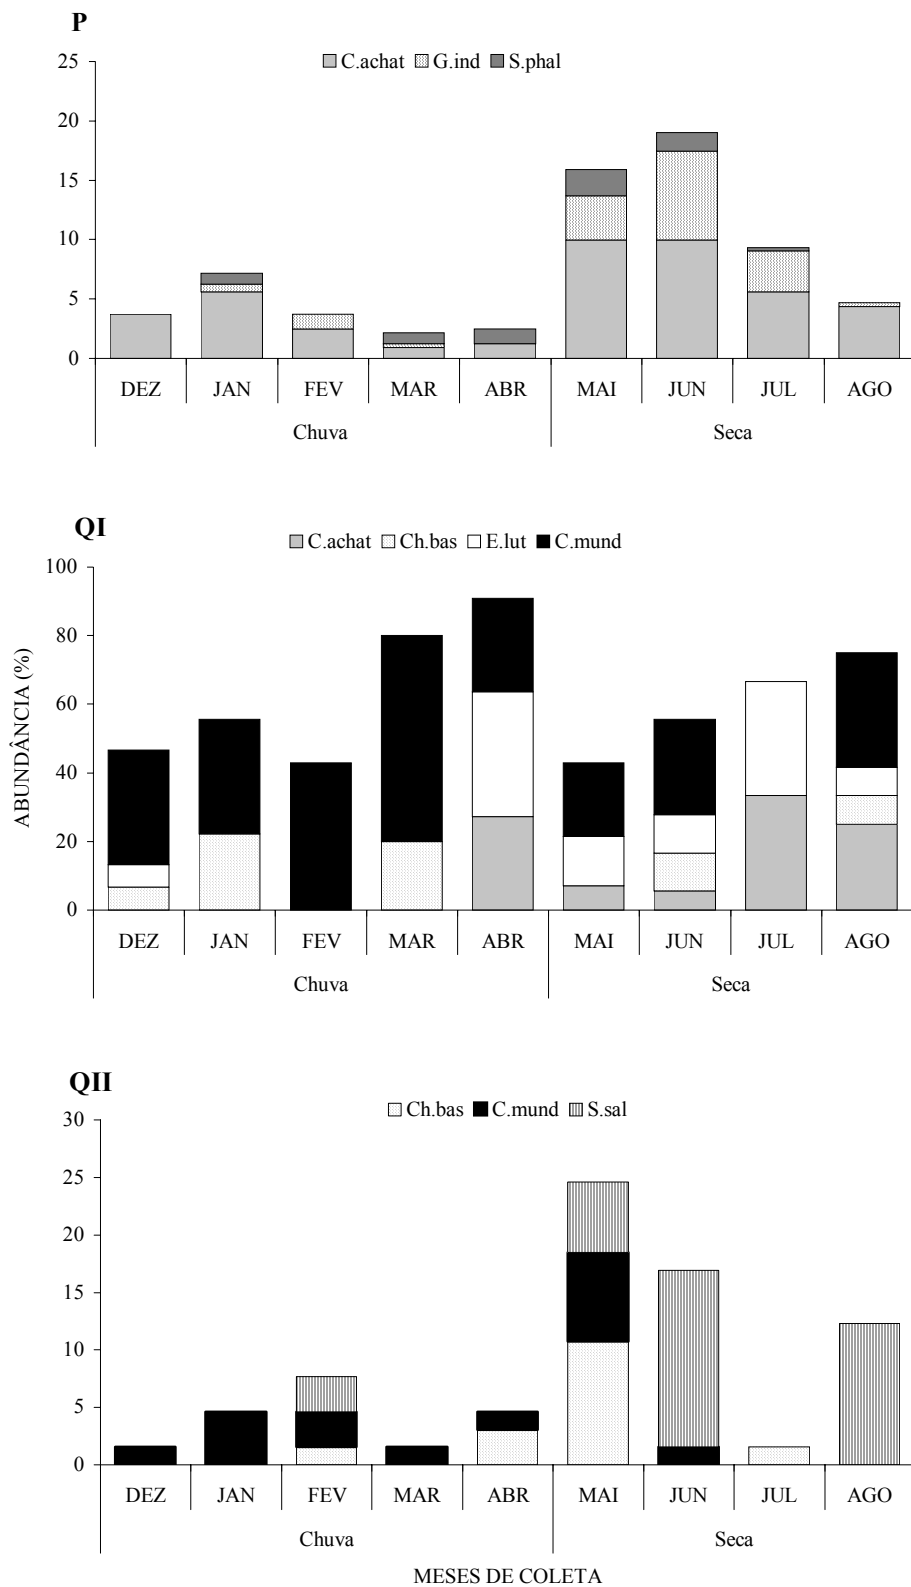 P
C.achat G.ind S.phal
25
20
15
10
5
0
DEZ JAN FEV MAR ABR MAI JUN JUL AGO
Chuva Seca
QI
C.achat Ch.bas E.lut C.mund
ABUNDÂNCIA (%)
100
80
60
40
20
0
DEZ JAN FEV MAR ABR MAI JUN JUL AGO
Chuva Seca
QII
Ch.bas C.mund S.sal
30
25
20
15
10
5
0
DEZ JAN FEV MAR ABR MAI JUN JUL AGO
Chuva Seca
MESES DE COLETA